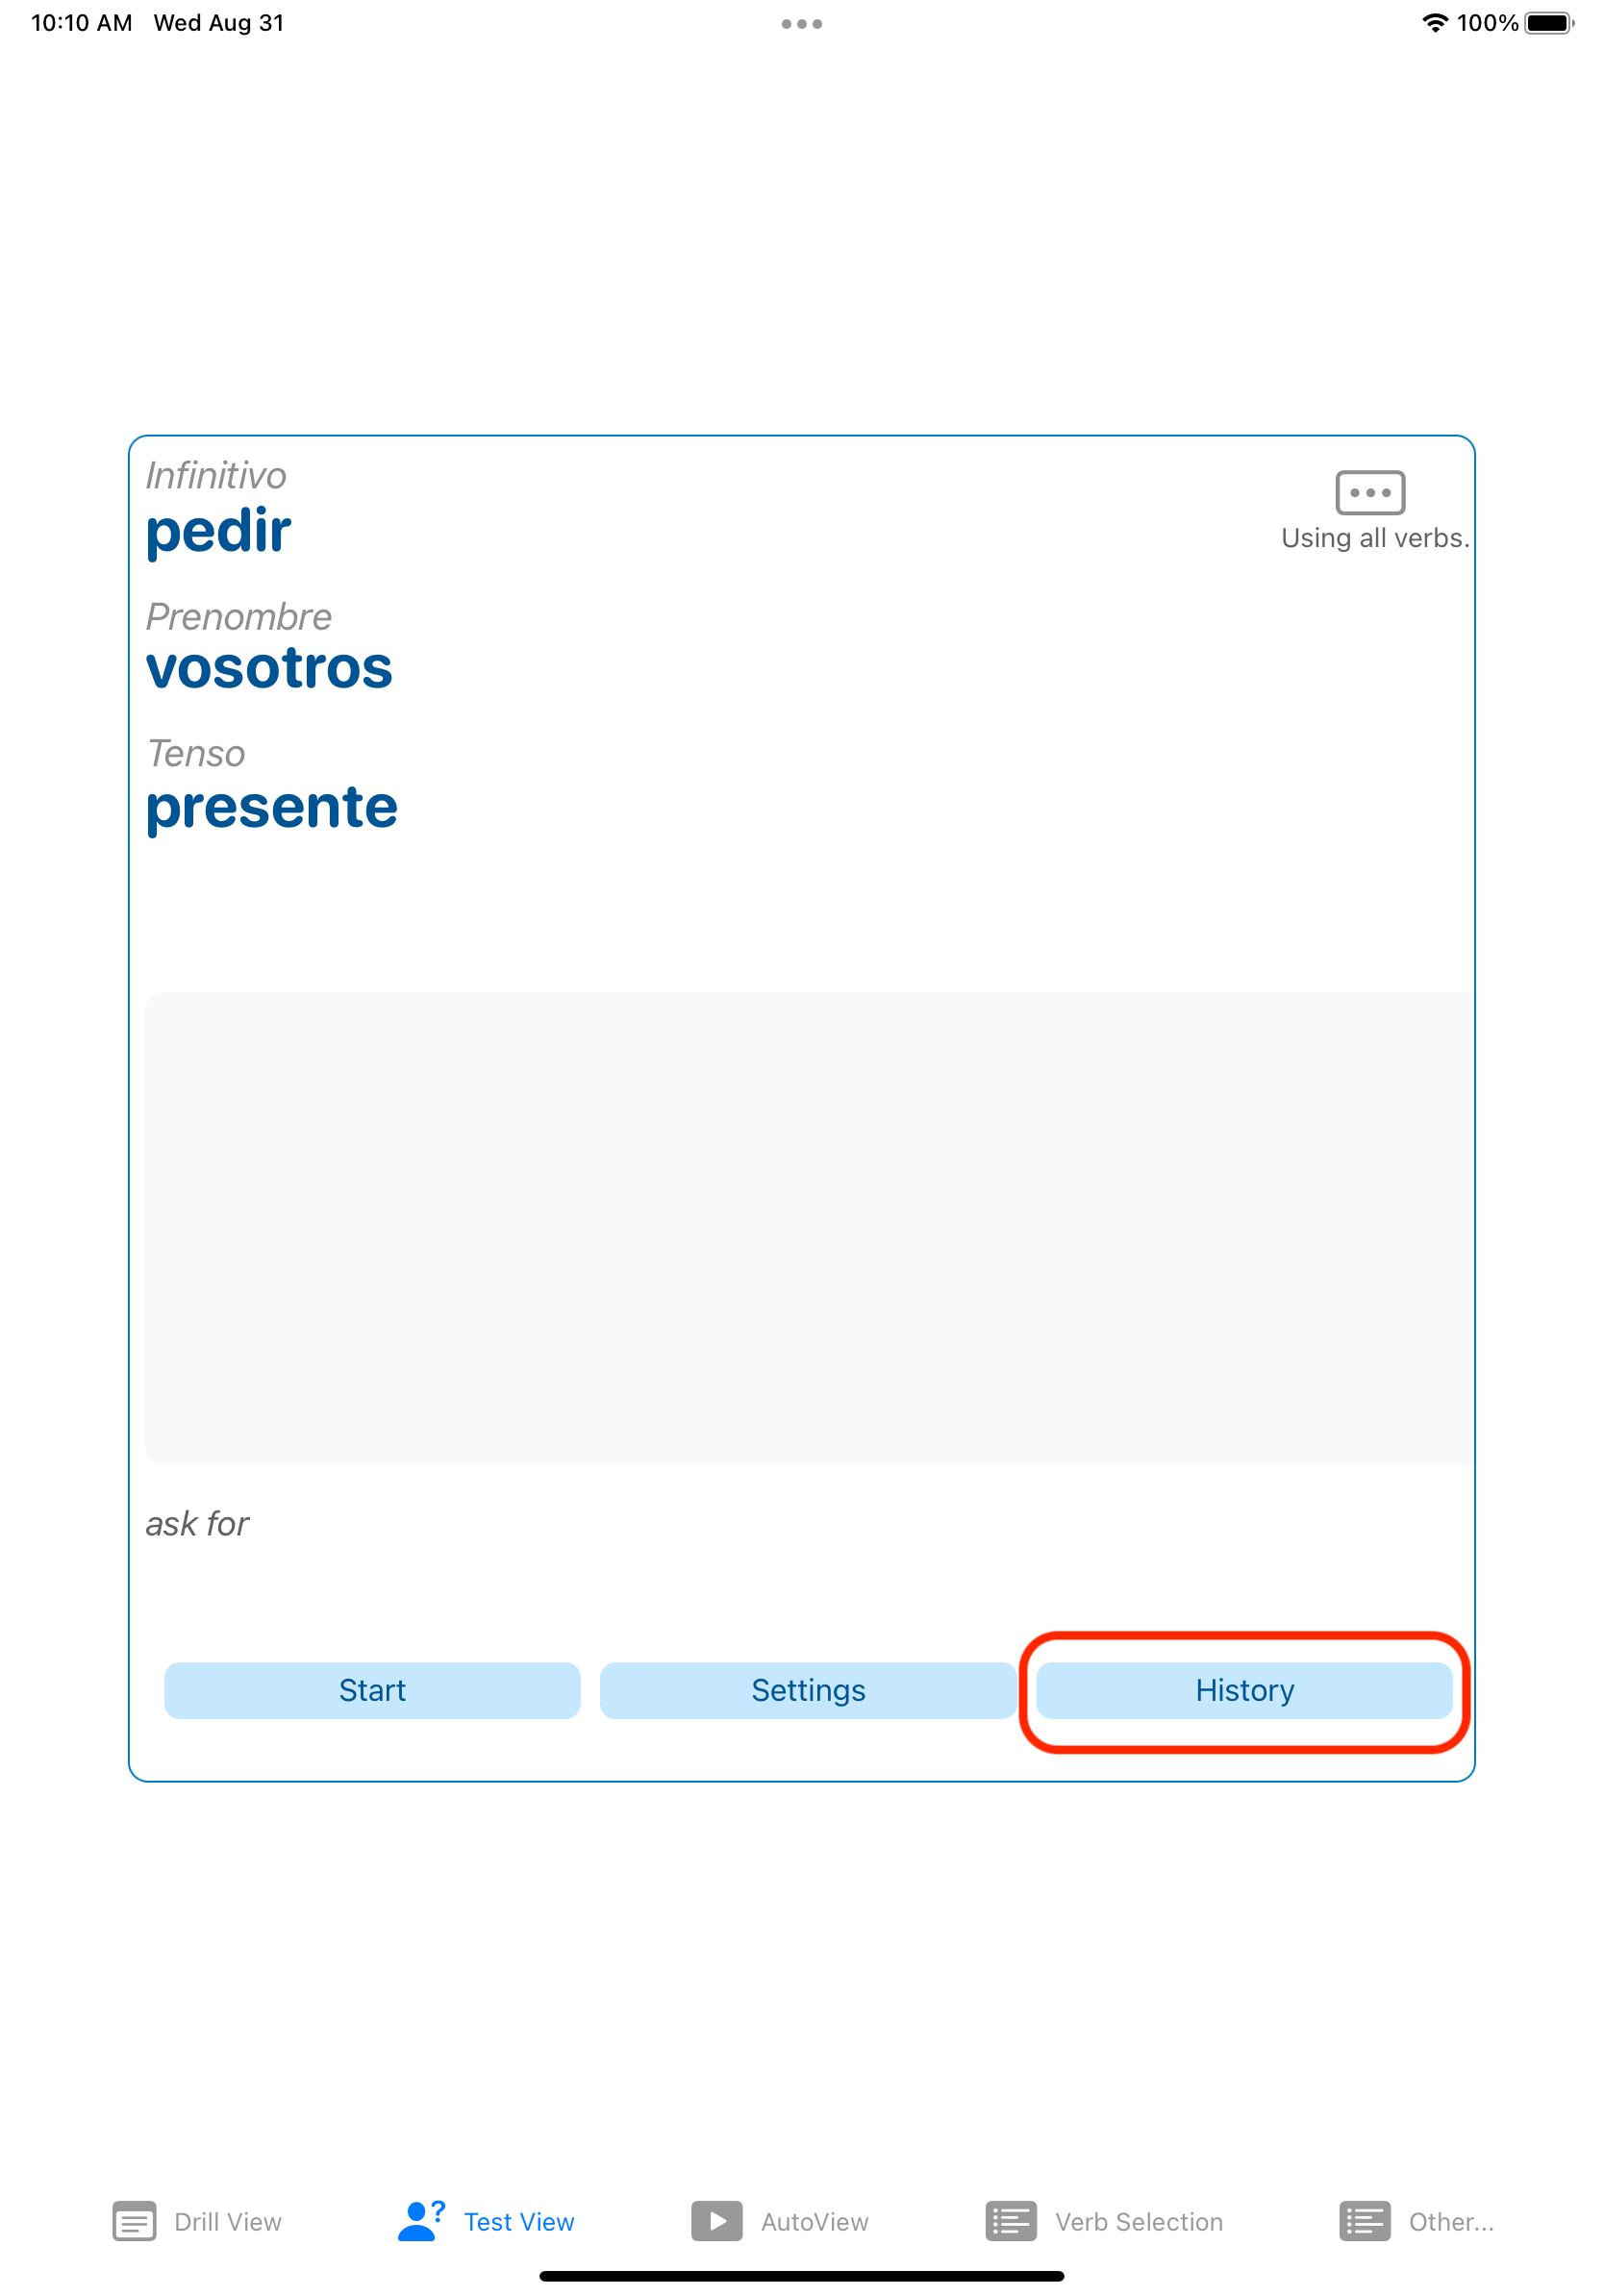 10:10 AM Wed Aug 31
100%
Infinitivo
pedir
Using all verbs.
Prenombre
vosotros
Tenso
presente
ask for
Start Settings History
Drill View Test View AutoView Verb Selection Other...